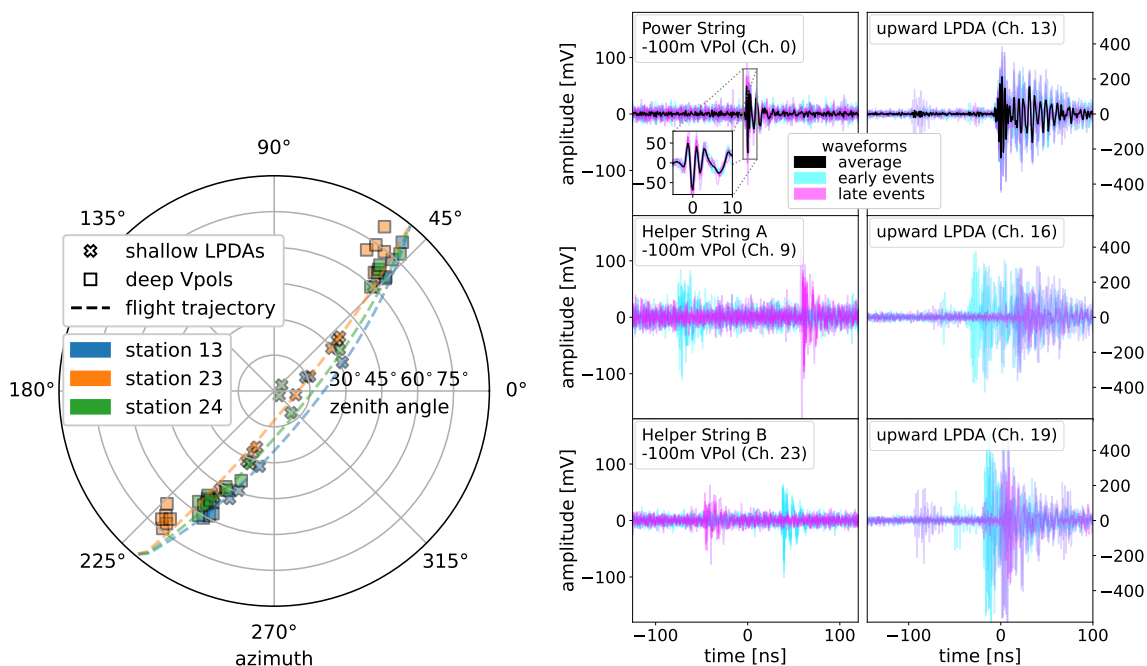 90°
135°
45°
shallow LPDAs
deep Vpols
flight trajectory
station 13
station 23
station 24
180°
30° 45° 60° 75°
0°
zenith angle
225°
315°
270°
azimuth
Power String
-100m VPol (Ch. 0)
upward LPDA (Ch. 13)
amplitude [mV]
100
0
−100
50
0
−50
0
10
400
200
0
−200
−400
waveforms
average
early events
late events
Helper String A
-100m VPol (Ch. 9)
upward LPDA (Ch. 16)
amplitude [mV]
100
0
−100
400
200
0
−200
−400
Helper String B
-100m VPol (Ch. 23)
upward LPDA (Ch. 19)
amplitude [mV]
100
0
−100
400
200
0
−200
−400
−600
−100
0
100
−100
0
100
time [ns]
time [ns]